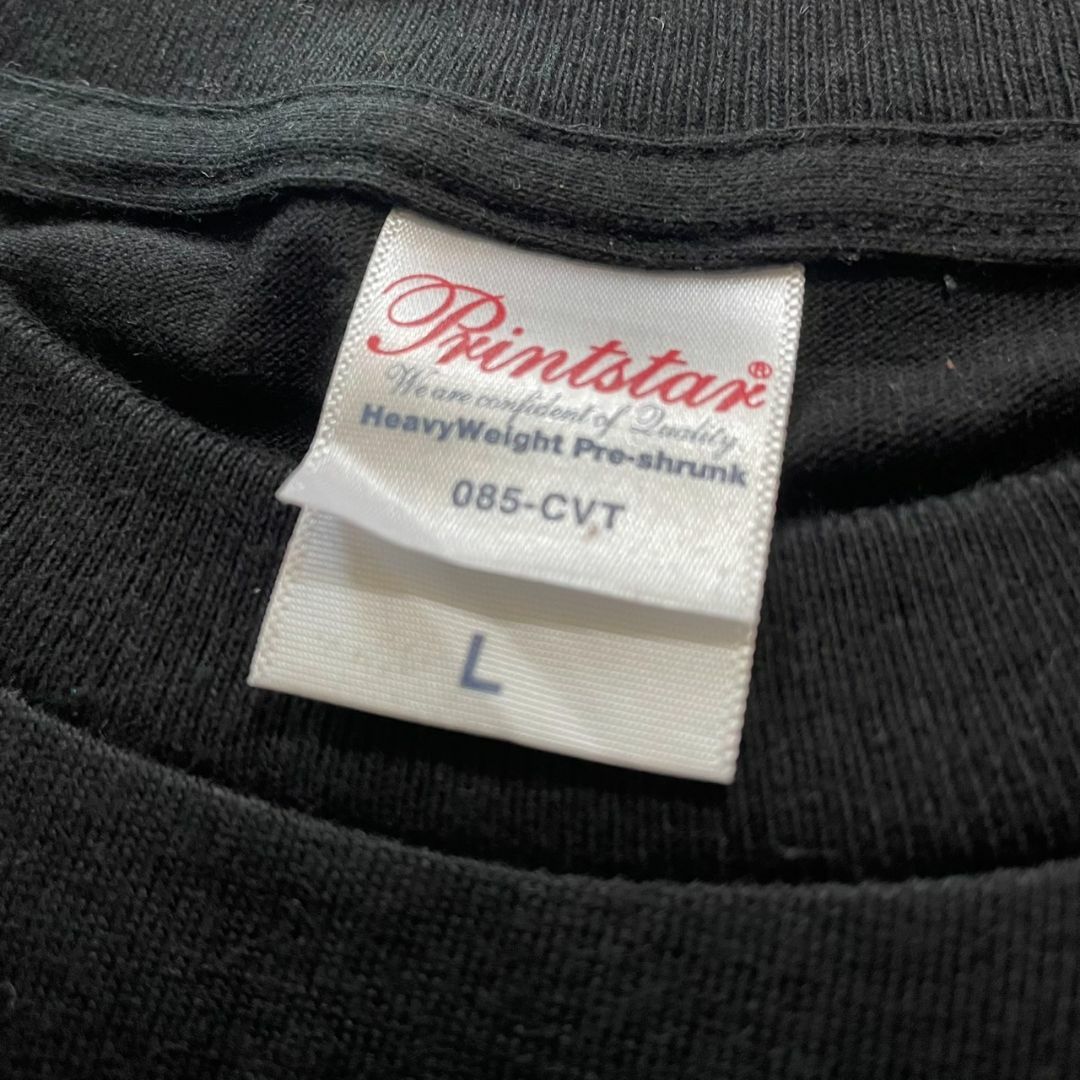 Printstar®
We are confident of Quality.
HeavyWeight Pre-shrunk
085-CVT
L